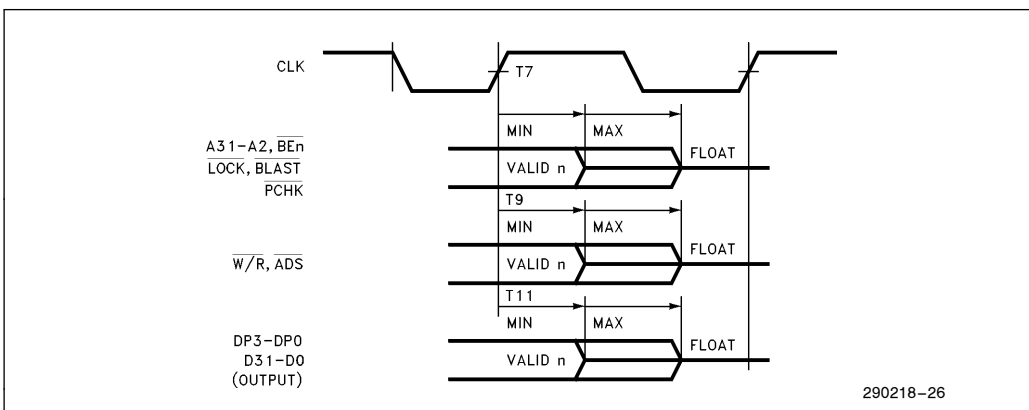 CLK
T7
MIN MAX
A31–A2, BEn
LOCK, BLAST
PCHK
VALID n
FLOAT
T9
MIN MAX
W/R, ADS
VALID n
FLOAT
T11
MIN MAX
DP3–DP0
D31–D0
(OUTPUT)
VALID n
FLOAT
290218–26